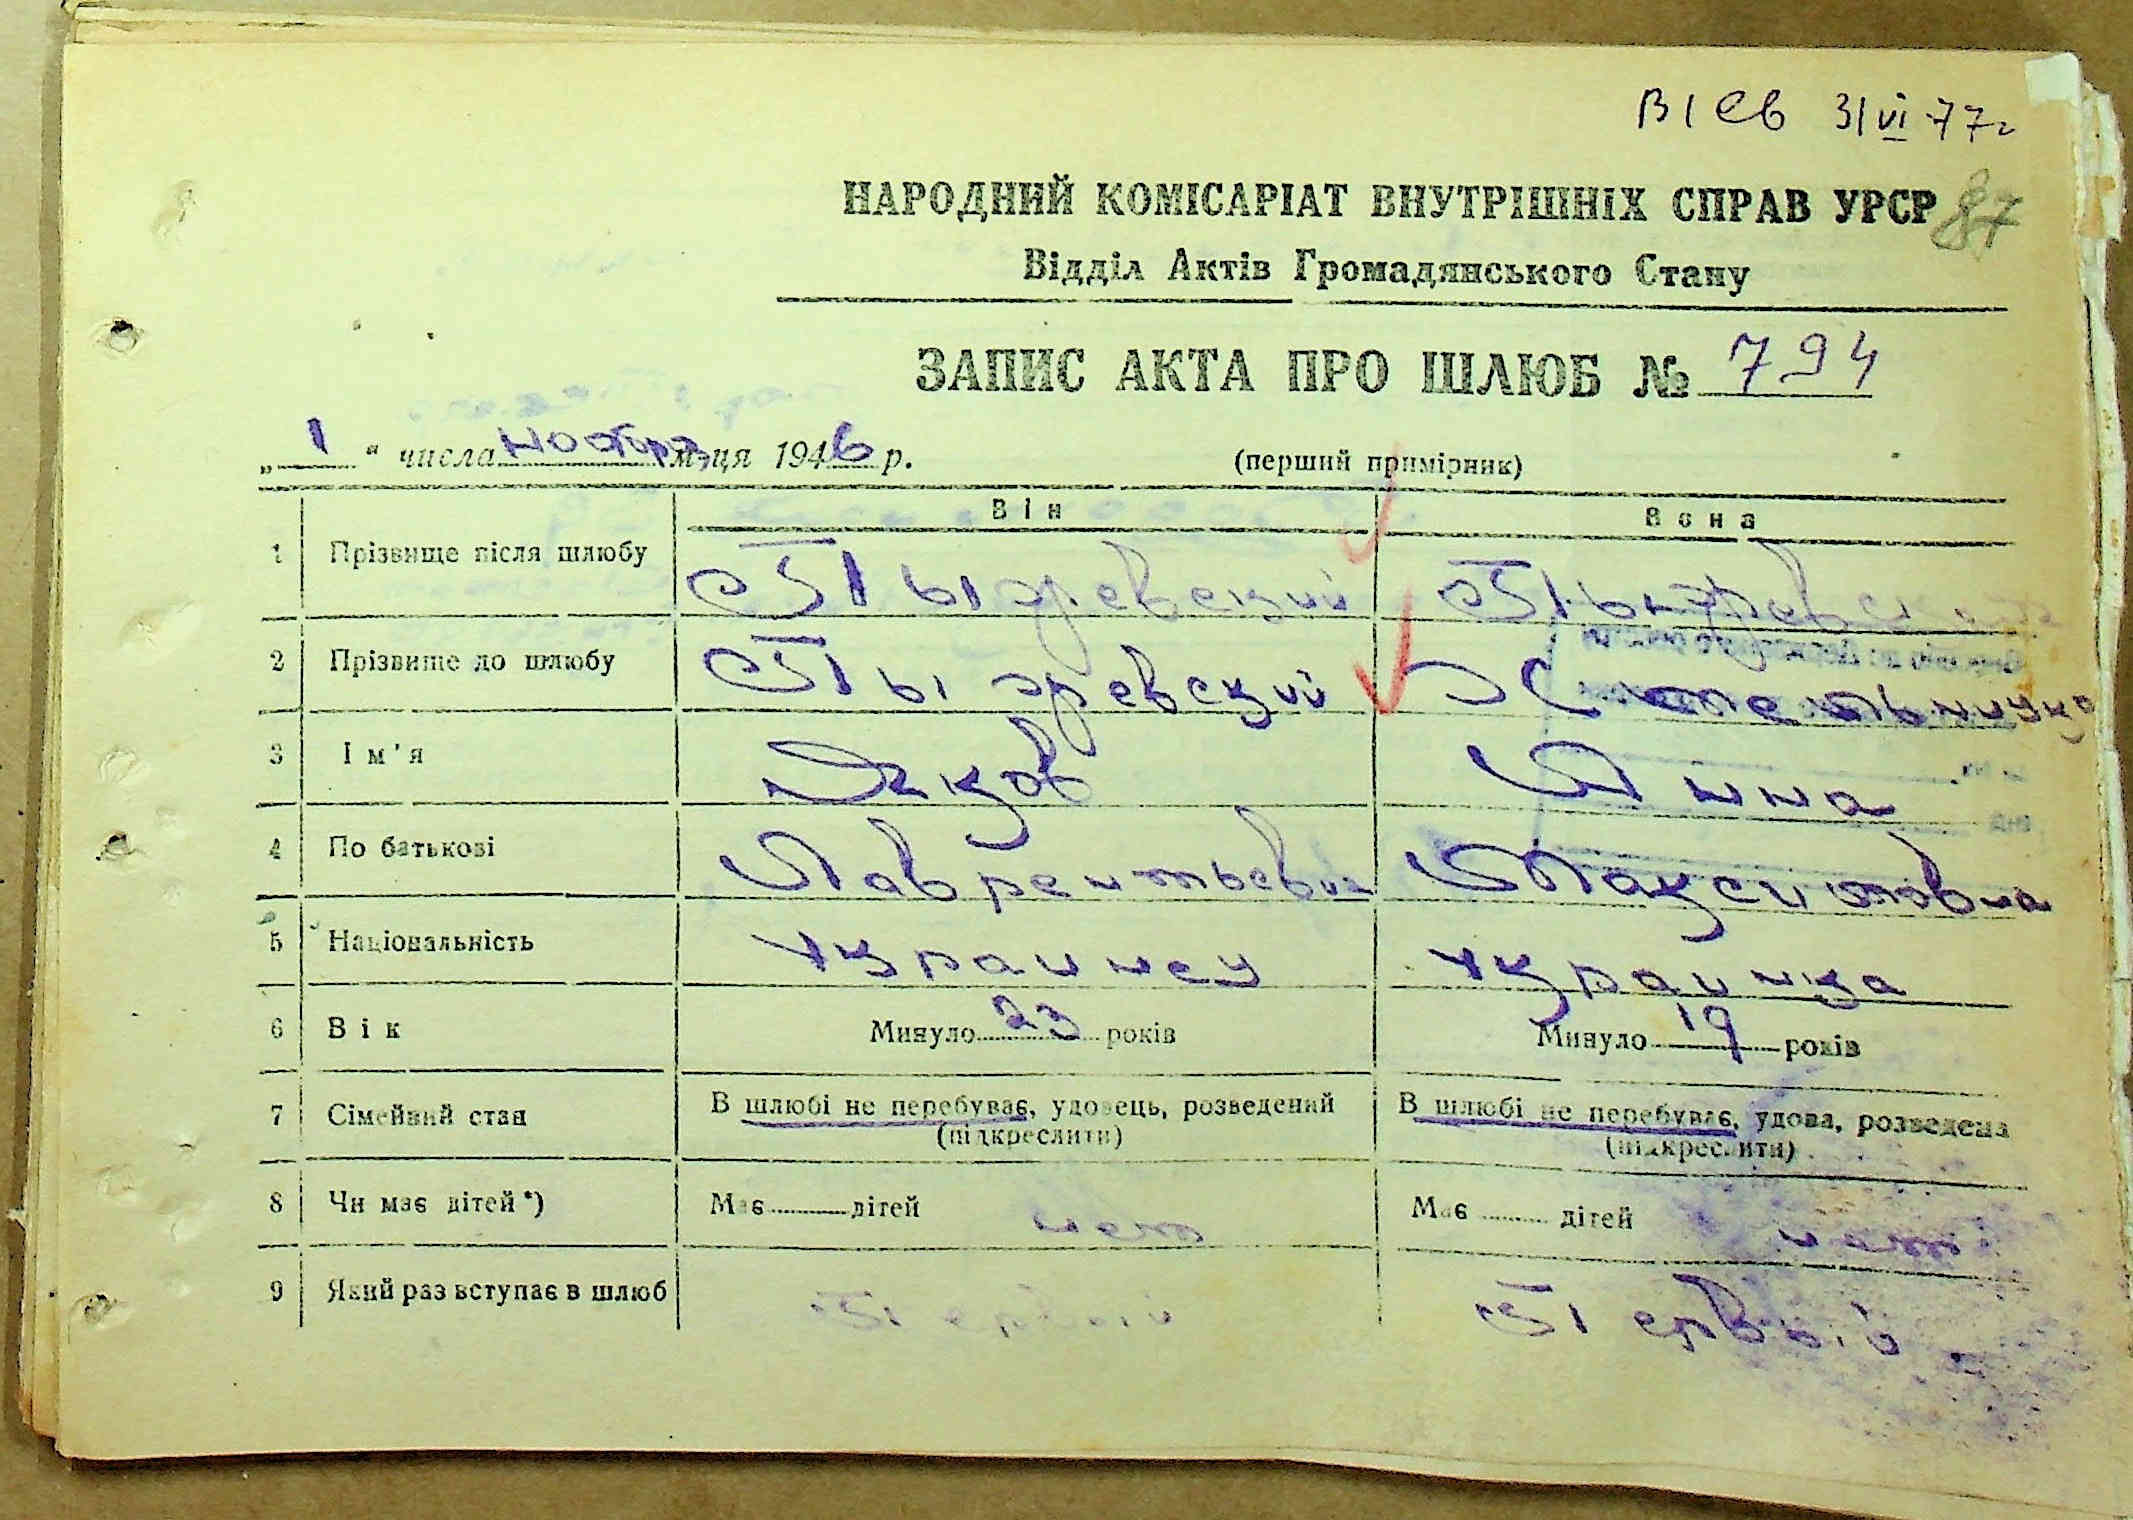 ВІ св 3/VI-77г
НАРОДНИЙ КОМІСАРІАТ ВНУТРІШНІХ СПРАВ УРСР 87
Відділ Актів Громадянського Стану
ЗАПИС АКТА ПРО ШЛЮБ № 794
„ 1 “ числа ноября м-ця 1946 р. (перший примірник)
Він Вона
1 Прізвище після шлюбу
2 Прізвище до шлюбу
3 Ім'я Яков Анна
4 По батькові Лаврентьевич Максимовна
5 Національність украинец украинка
6 Вік Минуло 23 років Минуло 19 років
7 Сімейний стан В шлюбі не перебуває, удовець, розведений В шлюбі не перебуває, удова, розведена
(підкреслити) (підкреслити)
8 Чи має дітей *) Має дітей нет Має дітей нет
9 Який раз вступає в шлюб Первый Первый